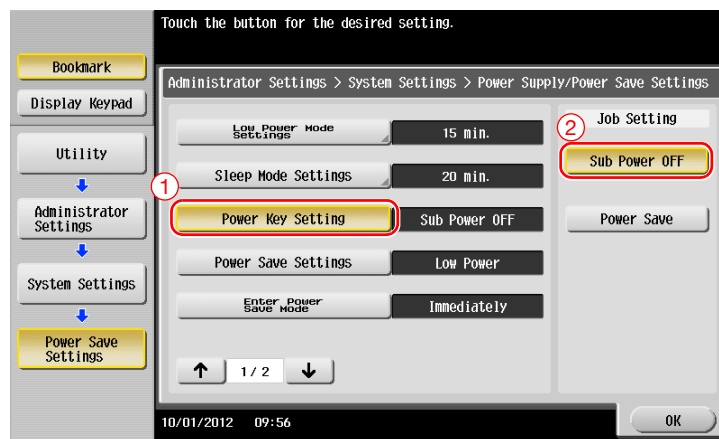 Touch the button for the desired setting.
Bookmark
Display Keypad
Utility
Administrator
Settings
System Settings
Power Save
Settings
Administrator Settings > System Settings > Power Supply/Power Save Settings
Low Power Mode
Settings
15 min.
Sleep Mode Settings
20 min.
1
Power Key Setting
Sub Power OFF
Power Save Settings
Low Power
Enter Power
Save Mode
Immediately
↑ 1/ 2 ↓
Job Setting
2
Sub Power OFF
Power Save
10/01/2012 09:56
OK